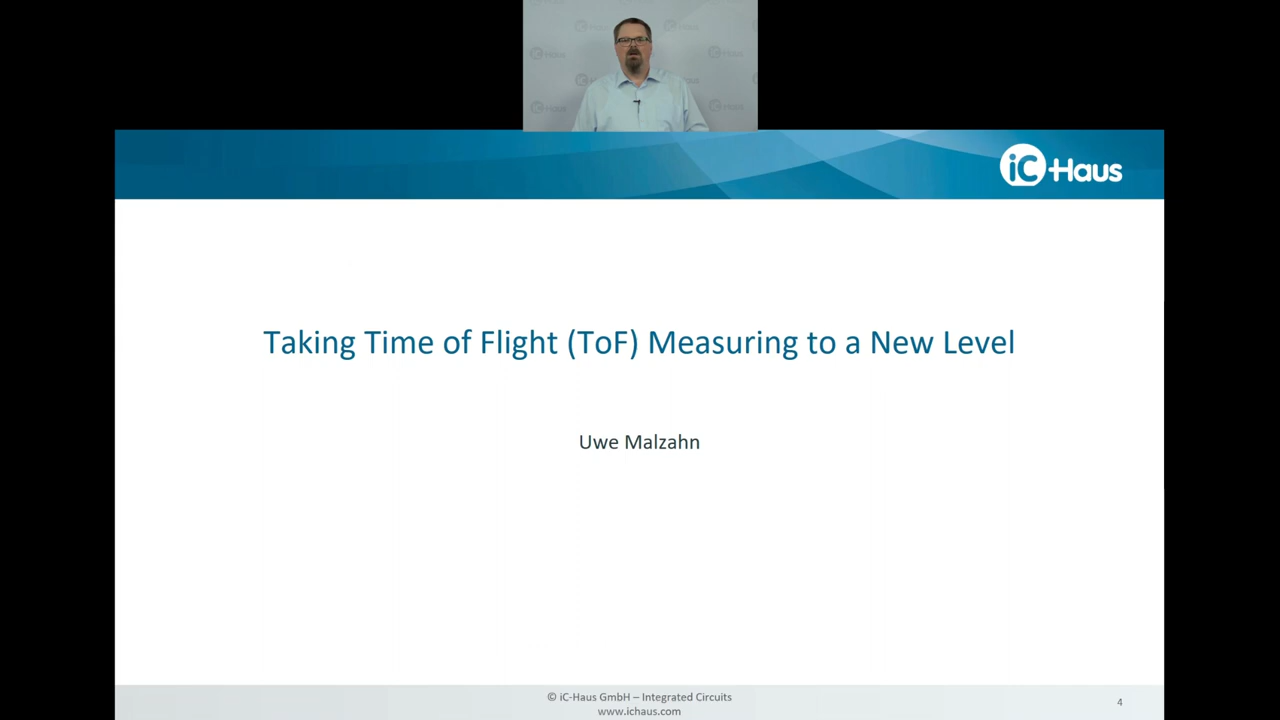 iC Haus
Taking Time of Flight (ToF) Measuring to a New Level
Uwe Malzahn
© iC-Haus GmbH – Integrated Circuits
www.ichaus.com
4